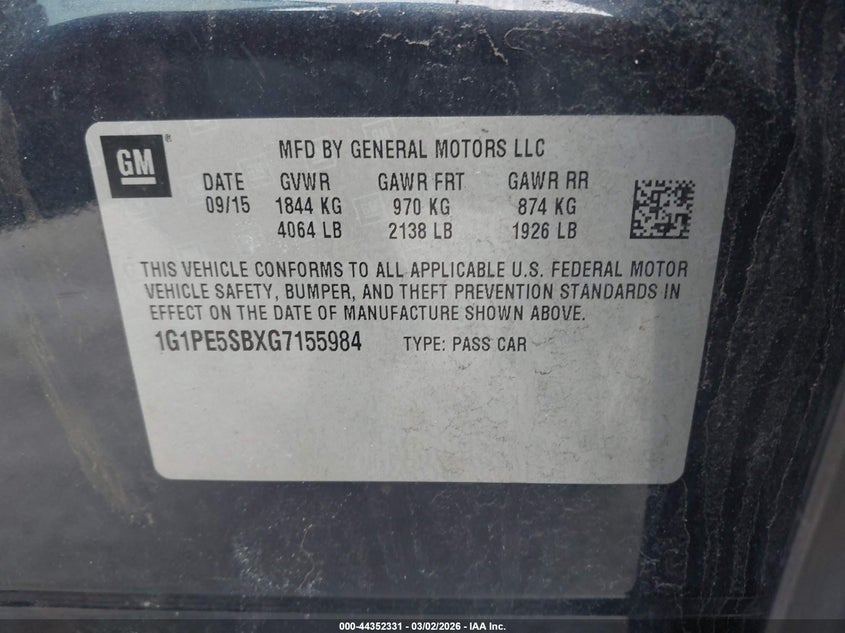 GM ®
MFD BY GENERAL MOTORS LLC
DATE GVWR GAWR FRT GAWR RR
09/15 1844 KG 970 KG 874 KG
4064 LB 2138 LB 1926 LB
THIS VEHICLE CONFORMS TO ALL APPLICABLE U.S. FEDERAL MOTOR
VEHICLE SAFETY, BUMPER, AND THEFT PREVENTION STANDARDS IN
EFFECT ON THE DATE OF MANUFACTURE SHOWN ABOVE.
1G1PE5SBXG7155984 TYPE: PASS CAR
000-44352331 - 03/02/2026 - IAA Inc.